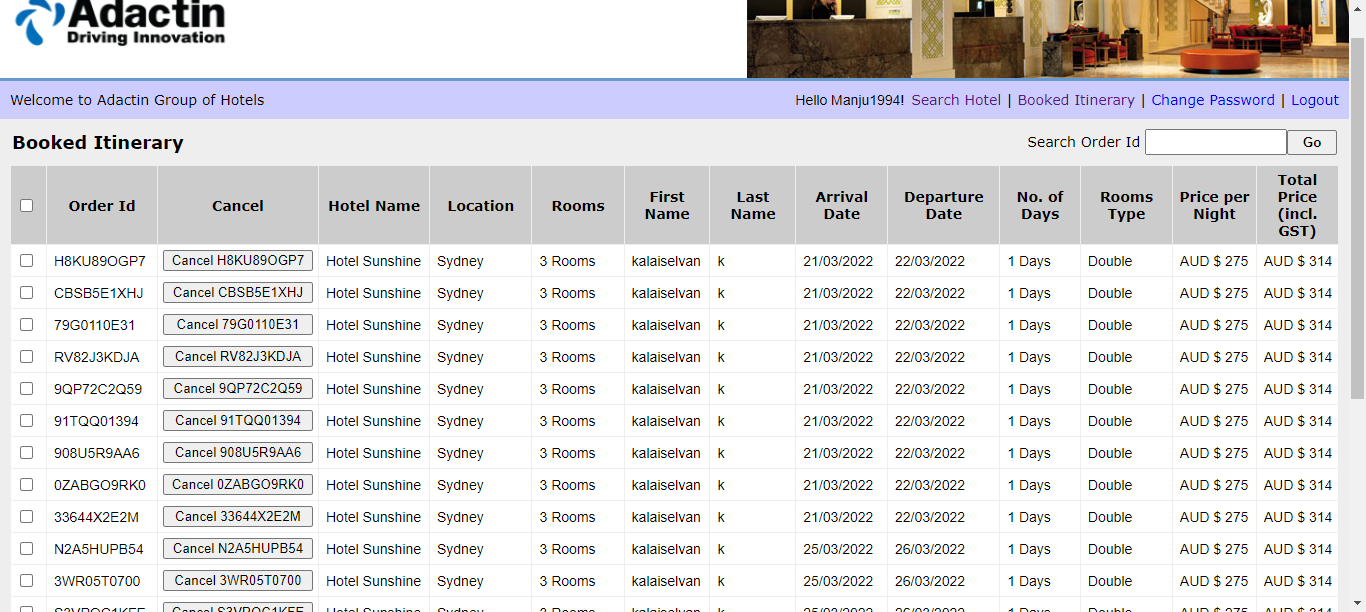 Adactin
Driving Innovation
Welcome to Adactin Group of Hotels Hello Manju1994! Search Hotel | Booked Itinerary | Change Password | Logout
Booked Itinerary Search Order Id Go
Order Id Cancel Hotel Name Location Rooms First Name Last Name Arrival Date Departure Date No. of Days Rooms Type Price per Night Total Price (incl. GST)
H8KU89OGP7 Cancel H8KU89OGP7 Hotel Sunshine Sydney 3 Rooms kalaiselvan k 21/03/2022 22/03/2022 1 Days Double AUD $ 275 AUD $ 314
CBSB5E1XHJ Cancel CBSB5E1XHJ Hotel Sunshine Sydney 3 Rooms kalaiselvan k 21/03/2022 22/03/2022 1 Days Double AUD $ 275 AUD $ 314
79G0110E31 Cancel 79G0110E31 Hotel Sunshine Sydney 3 Rooms kalaiselvan k 21/03/2022 22/03/2022 1 Days Double AUD $ 275 AUD $ 314
RV82J3KDJA Cancel RV82J3KDJA Hotel Sunshine Sydney 3 Rooms kalaiselvan k 21/03/2022 22/03/2022 1 Days Double AUD $ 275 AUD $ 314
9QP72C2Q59 Cancel 9QP72C2Q59 Hotel Sunshine Sydney 3 Rooms kalaiselvan k 21/03/2022 22/03/2022 1 Days Double AUD $ 275 AUD $ 314
91TQQ01394 Cancel 91TQQ01394 Hotel Sunshine Sydney 3 Rooms kalaiselvan k 21/03/2022 22/03/2022 1 Days Double AUD $ 275 AUD $ 314
908U5R9AA6 Cancel 908U5R9AA6 Hotel Sunshine Sydney 3 Rooms kalaiselvan k 21/03/2022 22/03/2022 1 Days Double AUD $ 275 AUD $ 314
0ZABGO9RK0 Cancel 0ZABGO9RK0 Hotel Sunshine Sydney 3 Rooms kalaiselvan k 21/03/2022 22/03/2022 1 Days Double AUD $ 275 AUD $ 314
33644X2E2M Cancel 33644X2E2M Hotel Sunshine Sydney 3 Rooms kalaiselvan k 21/03/2022 22/03/2022 1 Days Double AUD $ 275 AUD $ 314
N2A5HUPB54 Cancel N2A5HUPB54 Hotel Sunshine Sydney 3 Rooms kalaiselvan k 25/03/2022 26/03/2022 1 Days Double AUD $ 275 AUD $ 314
3WR05T0700 Cancel 3WR05T0700 Hotel Sunshine Sydney 3 Rooms kalaiselvan k 25/03/2022 26/03/2022 1 Days Double AUD $ 275 AUD $ 314